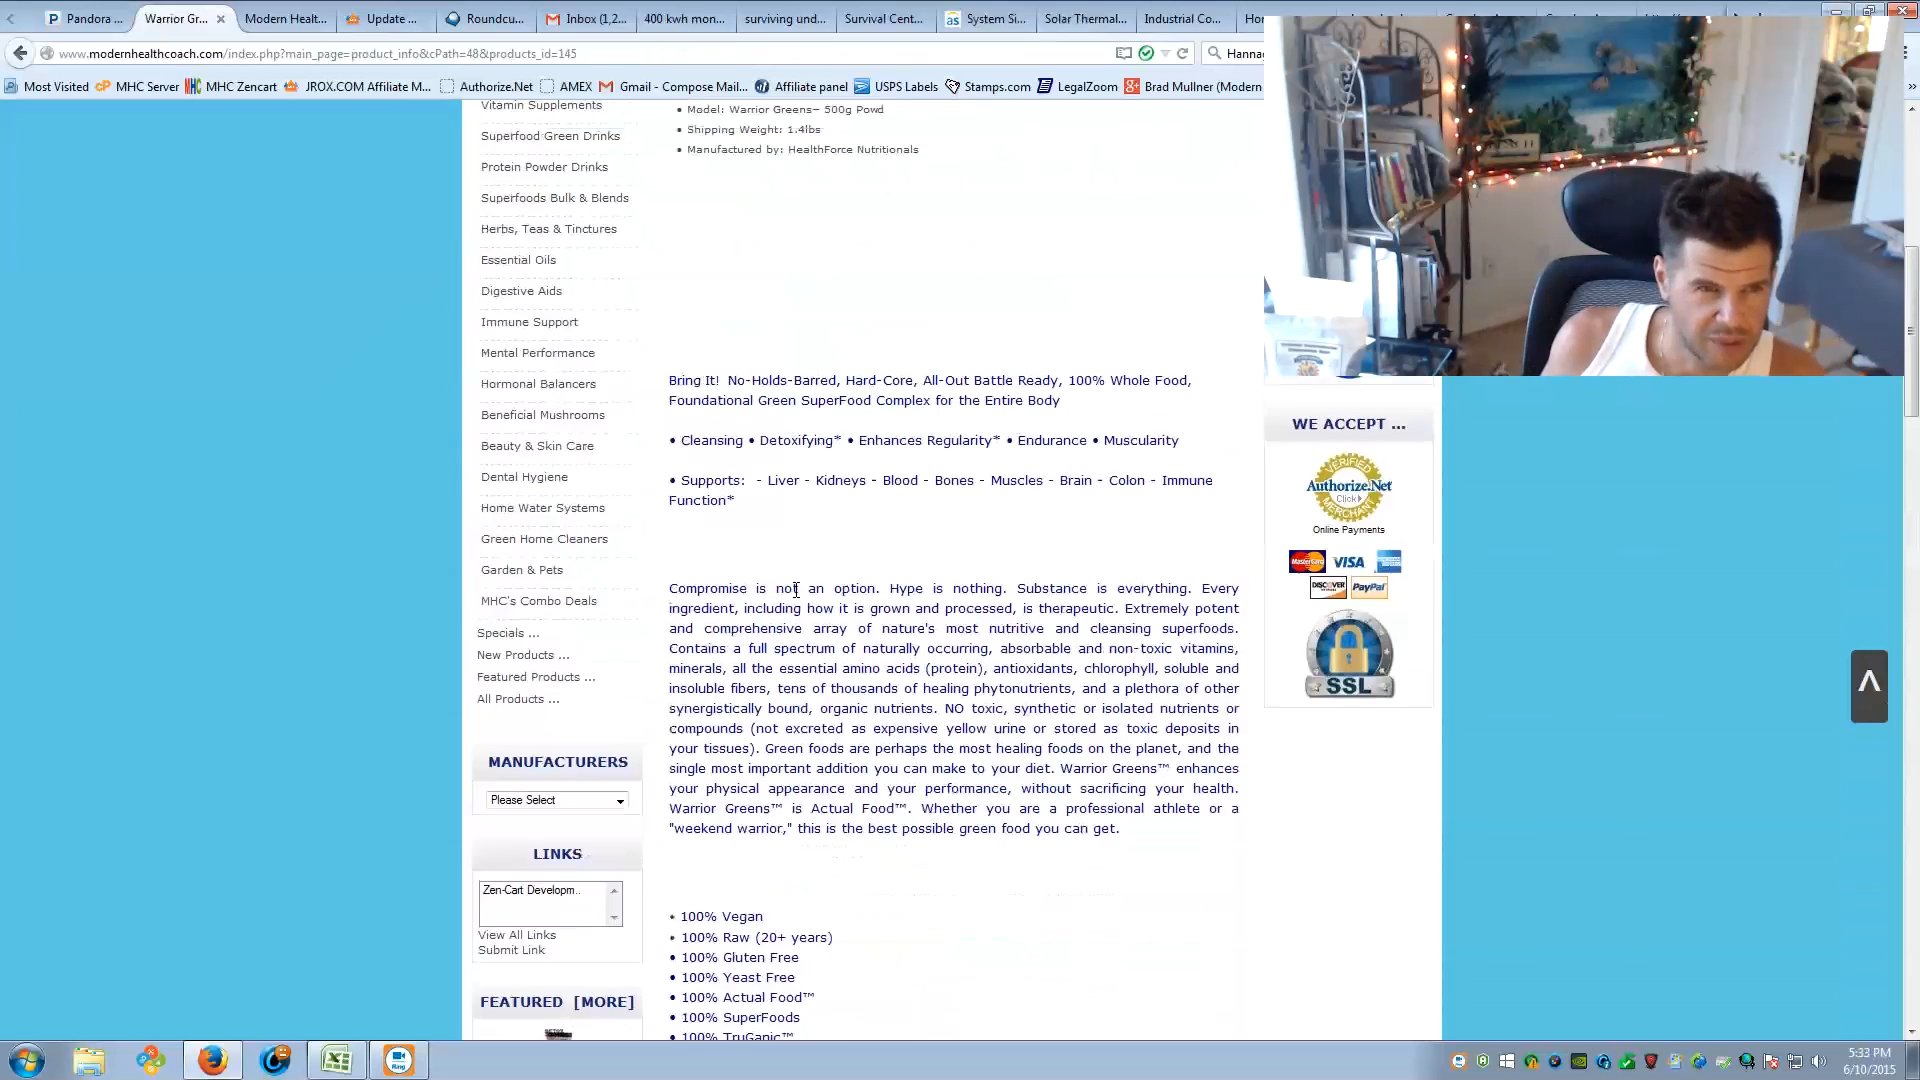 Pandora ...
Warrior Gr...
Modern Healt...
Update ...
Roundcu...
Inbox (1,2...
400 kwh mon...
surviving und...
Survival Cent...
System Si...
Solar Thermal...
Industrial Co...
www.modernhealthcoach.com/index.php?main_page=product_info&cPath=48&products_id=145
Hannag
Most Visited
MHC Server
MHC Zencart
JROX.COM Affiliate M...
Authorize.Net
AMEX
Gmail - Compose Mail...
Affiliate panel
USPS Labels
Stamps.com
LegalZoom
Brad Mullner (Modern
Vitamin Supplements
Superfood Green Drinks
Protein Powder Drinks
Superfoods Bulk & Blends
Herbs, Teas & Tinctures
Essential Oils
Digestive Aids
Immune Support
Mental Performance
Hormonal Balancers
Beneficial Mushrooms
Beauty & Skin Care
Dental Hygiene
Home Water Systems
Green Home Cleaners
Garden & Pets
MHC's Combo Deals
Specials ...
New Products ...
Featured Products ...
All Products ...
MANUFACTURERS
Please Select
LINKS
Zen-Cart Developm..
View All Links
Submit Link
FEATURED [MORE]
• Model: Warrior Greens— 500g Powd
• Shipping Weight: 1.4lbs
• Manufactured by: HealthForce Nutritionals
Bring It! No-Holds-Barred, Hard-Core, All-Out Battle Ready, 100% Whole Food,
Foundational Green SuperFood Complex for the Entire Body
• Cleansing • Detoxifying* • Enhances Regularity* • Endurance • Muscularity
• Supports: - Liver - Kidneys - Blood - Bones - Muscles - Brain - Colon - Immune
Function*
Compromise is not an option. Hype is nothing. Substance is everything. Every
ingredient, including how it is grown and processed, is therapeutic. Extremely potent
and comprehensive array of nature's most nutritive and cleansing superfoods.
Contains a full spectrum of naturally occurring, absorbable and non-toxic vitamins,
minerals, all the essential amino acids (protein), antioxidants, chlorophyll, soluble and
insoluble fibers, tens of thousands of healing phytonutrients, and a plethora of other
synergistically bound, organic nutrients. NO toxic, synthetic or isolated nutrients or
compounds (not excreted as expensive yellow urine or stored as toxic deposits in
your tissues). Green foods are perhaps the most healing foods on the planet, and the
single most important addition you can make to your diet. Warrior Greens™ enhances
your physical appearance and your performance, without sacrificing your health.
Warrior Greens™ is Actual Food™. Whether you are a professional athlete or a
"weekend warrior," this is the best possible green food you can get.
• 100% Vegan
• 100% Raw (20+ years)
• 100% Gluten Free
• 100% Yeast Free
• 100% Actual Food™
• 100% SuperFoods
• 100% TruGanic™
WE ACCEPT ...
VERIFIED
Authorize.Net
Click
MERCHANT
Online Payments
MasterCard
VISA
DISCOVER
PayPal
SSL
Ring
5:33 PM
6/10/2015